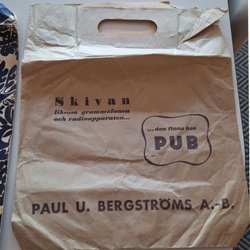 Skivan
liksom grammofonen
och radioapparaten...
...den finns hos
PUB
PAUL U. BERGSTRÖMS A.-B.